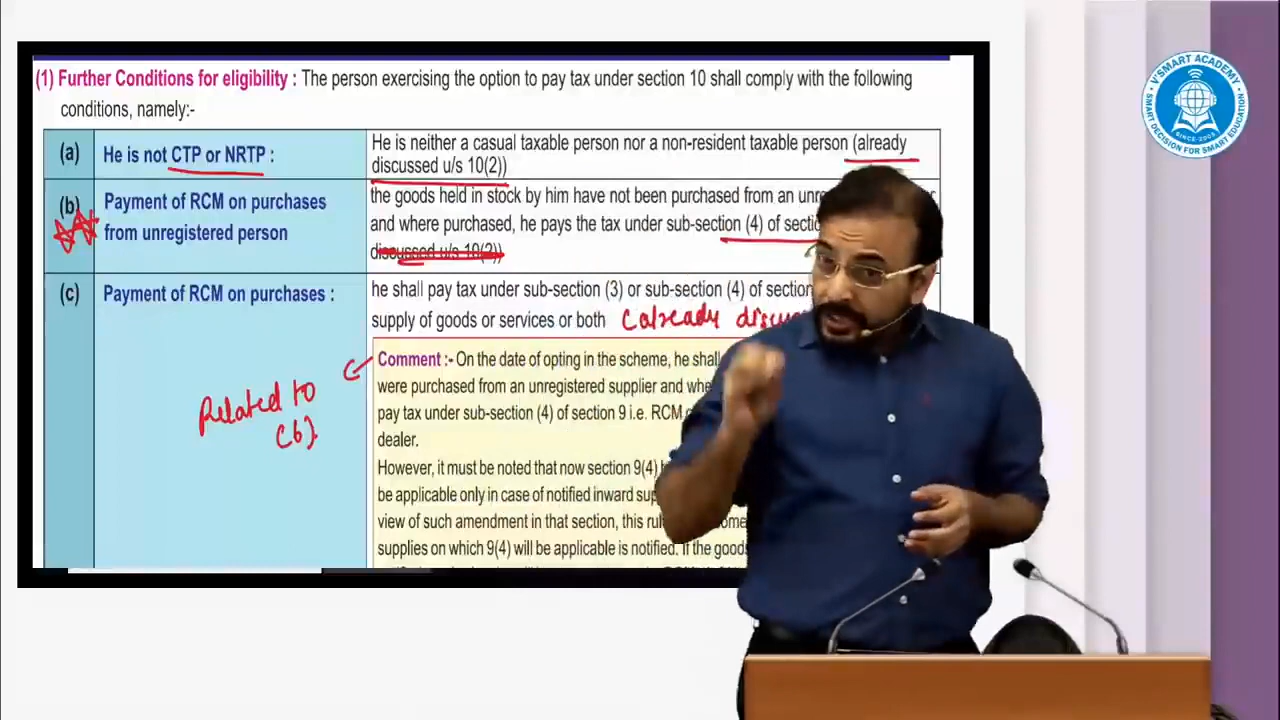 (1) Further Conditions for eligibility : The person exercising the option to pay tax under section 10 shall comply with the following
conditions, namely:-
(a) He is not CTP or NRTP :
He is neither a casual taxable person nor a non-resident taxable person (already
discussed u/s 10(2))
(b) Payment of RCM on purchases
from unregistered person
the goods held in stock by him have not been purchased from an
and where purchased, he pays the tax under sub-section (4) of
discussed u/s 10(2))
(c) Payment of RCM on purchases :
he shall pay tax under sub-section (3) or sub-section (4) of section
supply of goods or services or both (already
Related to
(b).
Comment :- On the date of opting in the scheme, he shall
were purchased from an unregistered supplier and
pay tax under sub-section (4) of section 9 i.e. RCM
dealer.
However, it must be noted that now section 9(4)
be applicable only in case of notified inward
view of such amendment in that section, this
supplies on which 9(4) will be applicable is notified. If the goods
V'SMART ACADEMY
SMART DECISION FOR SMART EDUCATION
SINCE-2003